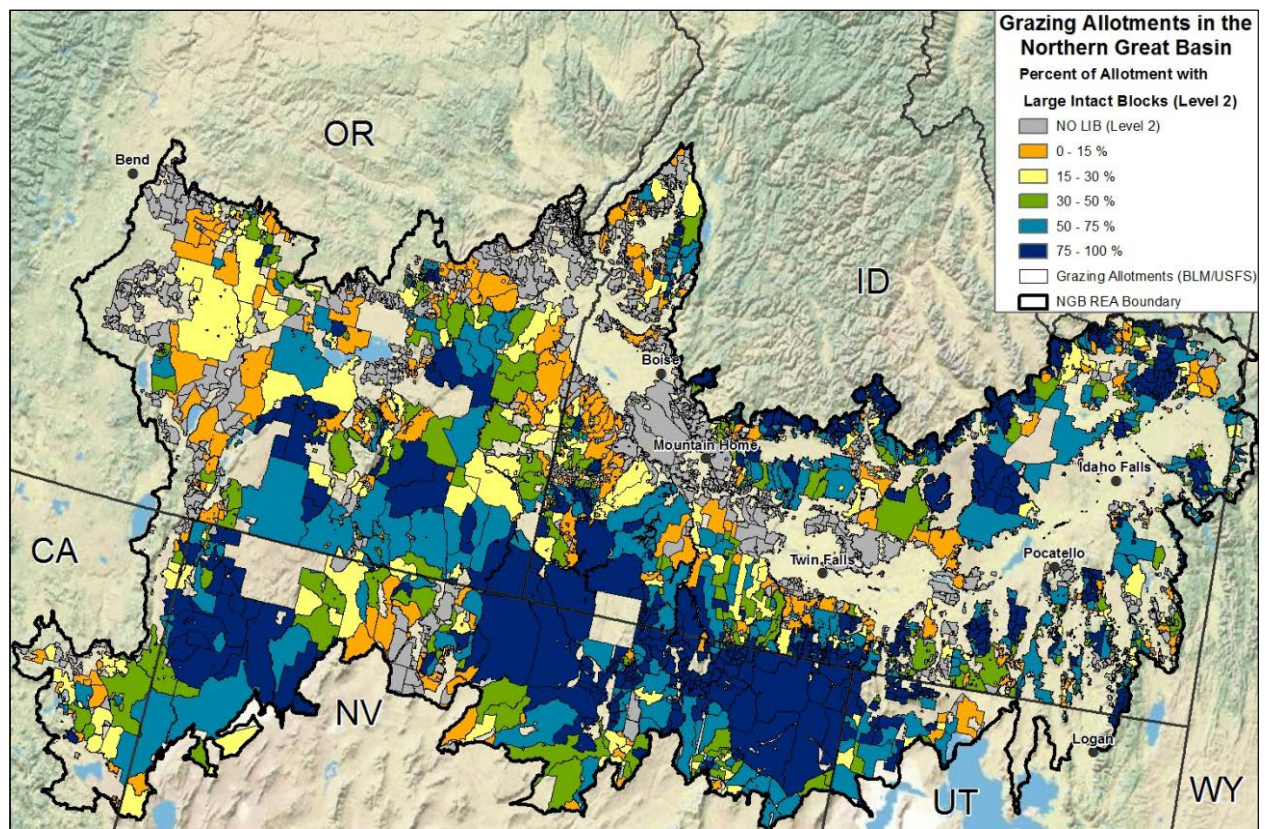 Grazing Allotments in the
Northern Great Basin
Percent of Allotment with
Large Intact Blocks (Level 2)
NO LIB (Level 2)
0 - 15 %
15 - 30 %
30 - 50 %
50 - 75 %
75 - 100 %
Grazing Allotments (BLM/USFS)
NGB REA Boundary
OR
Bend
ID
Boise
Mountain Home
Idaho Falls
CA
Twin Falls
Pocatello
NV
Logan
UT
WY